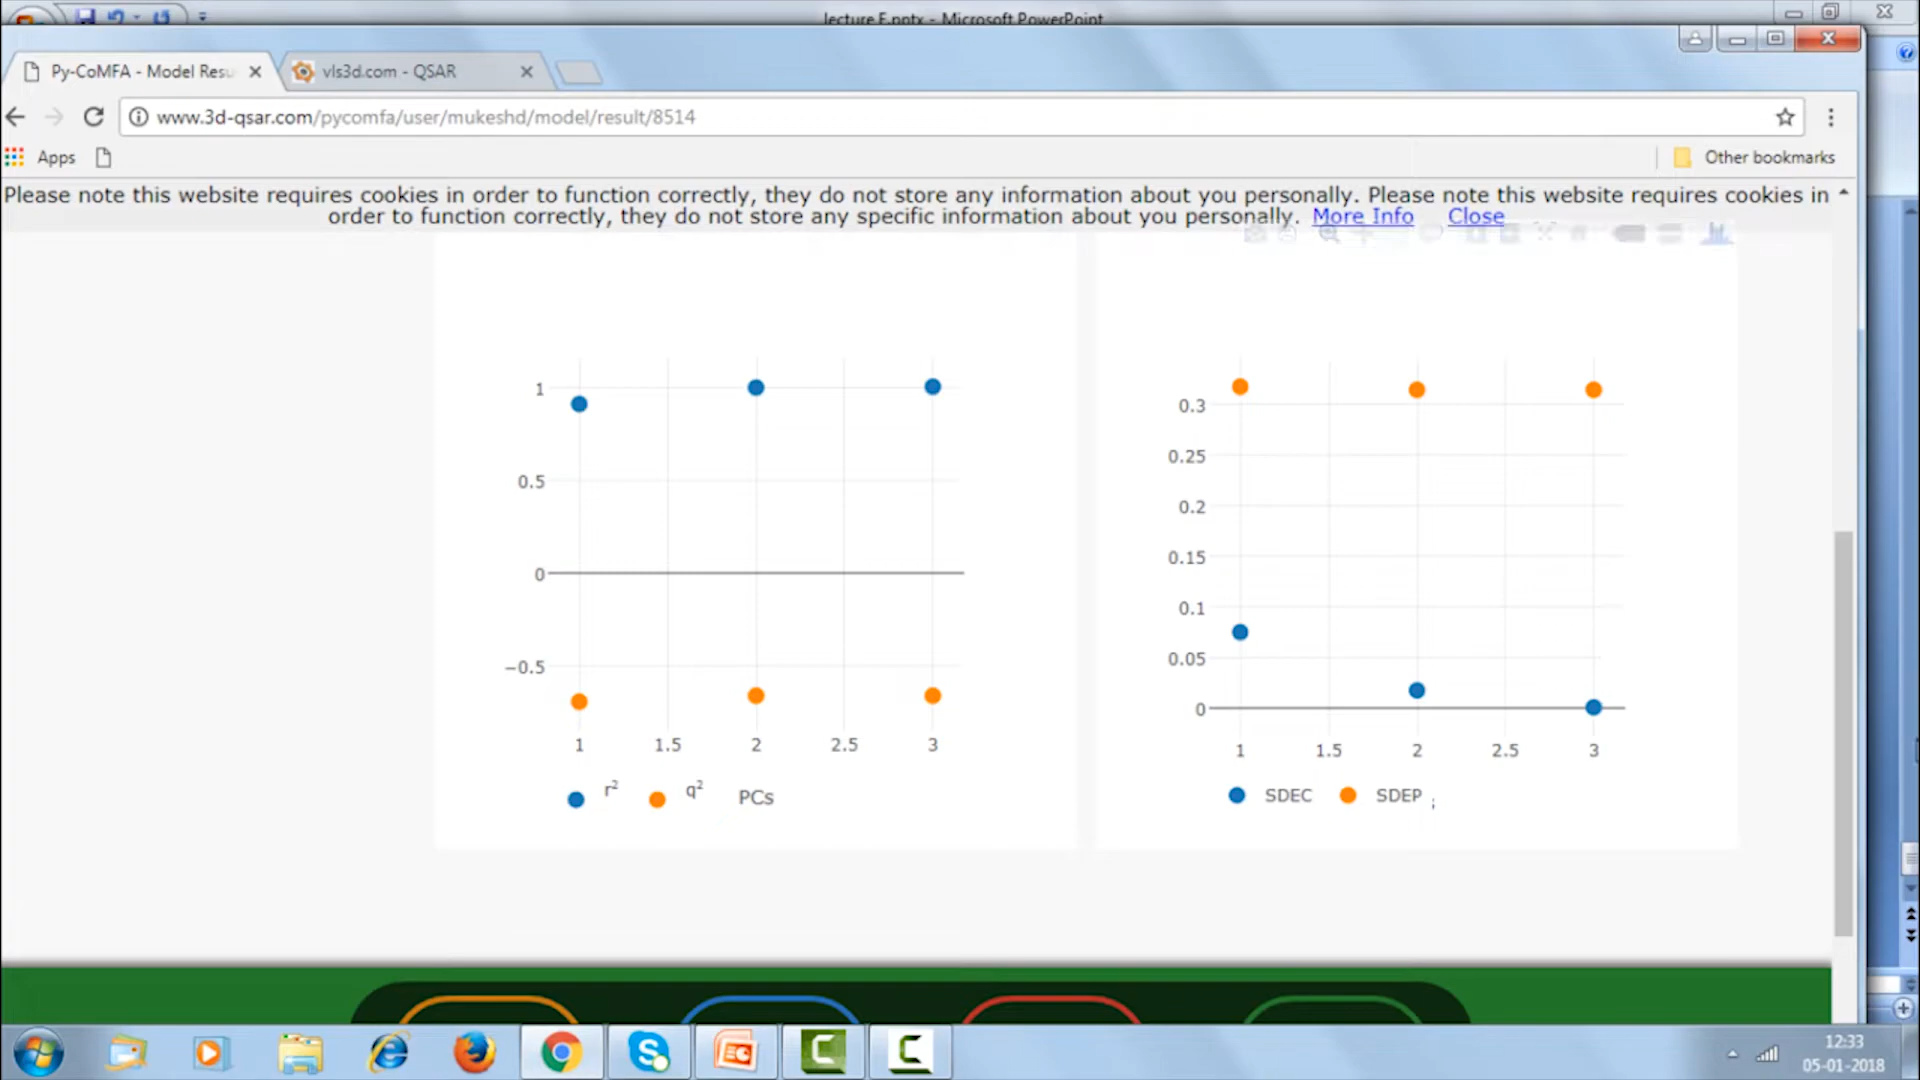 lecture F.pptx - Microsoft PowerPoint
Py-CoMFA - Model Resu
vls3d.com - QSAR
www.3d-qsar.com/pycomfa/user/mukeshd/model/result/8514
Apps
Other bookmarks
Please note this website requires cookies in order to function correctly, they do not store any information about you personally. Please note this website requires cookies in
order to function correctly, they do not store any specific information about you personally. More Info Close
1
0.5
0
−0.5
1 1.5 2 2.5 3
r² q² PCs
0.3
0.25
0.2
0.15
0.1
0.05
0
1 1.5 2 2.5 3
SDEC SDEP ;
12:33
05-01-2018